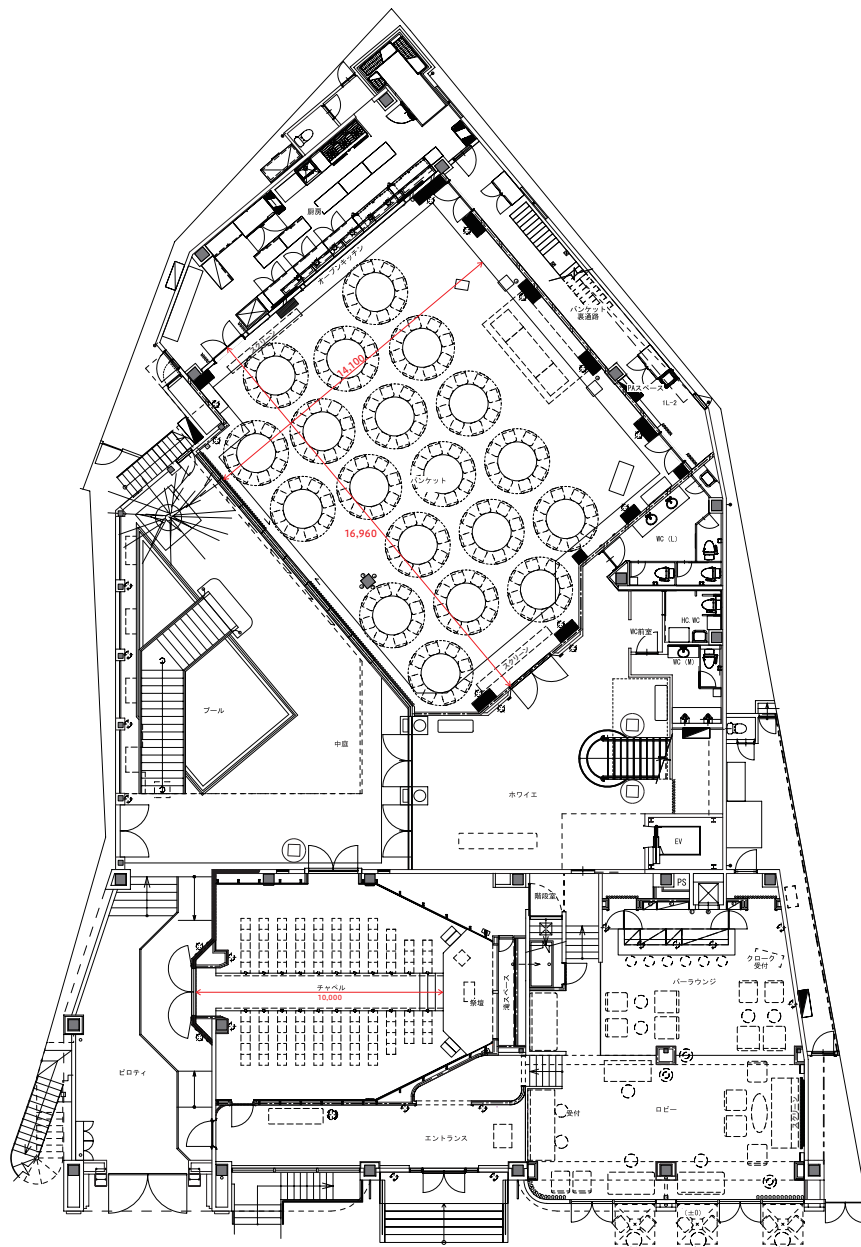 厨房
オープンキッチン
バンケット
裏通路
スクリーン
14,100
PAスペース
1L-2
バンケット
16,960
WC (L)
WC前室
HC.WC
WC (M)
スクリーン
プール
中庭
ホワイエ
EV
PS
階段室
クローク
受付
バーラウンジ
チャペル
10,000
祭壇
ピロティ
受付
ロビー
スクリーン
エントランス
(±0)